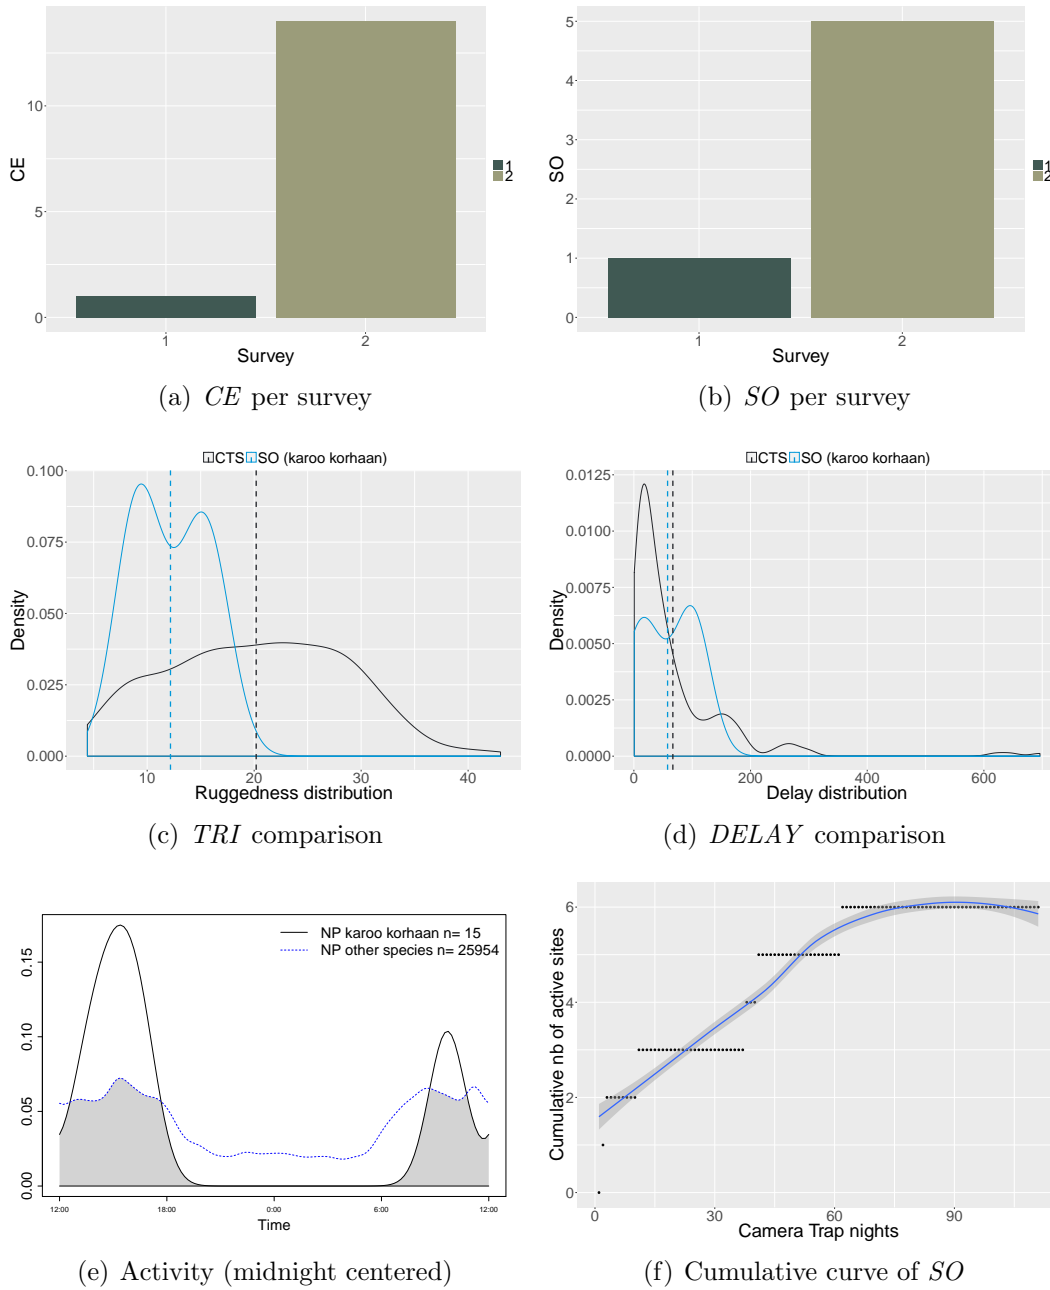 10
5
0
CE
1
2
Survey
1
2
(a) CE per survey
5
4
3
2
1
0
SO
1
2
Survey
1
2
(b) SO per survey
CTS SO (karoo korhaan)
0.100
0.075
0.050
0.025
0.000
Density
10 20 30 40
Ruggedness distribution
(c) TRI comparison
CTS SO (karoo korhaan)
0.0125
0.0100
0.0075
0.0050
0.0025
0.0000
Density
0 200 400 600
Delay distribution
(d) DELAY comparison
NP karoo korhaan n= 15
NP other species n= 25954
0.15
0.10
0.05
0.00
12:00 18:00 0:00 6:00 12:00
Time
(e) Activity (midnight centered)
6
4
2
0
Cumulative nb of active sites
0 30 60 90
Camera Trap nights
(f) Cumulative curve of SO